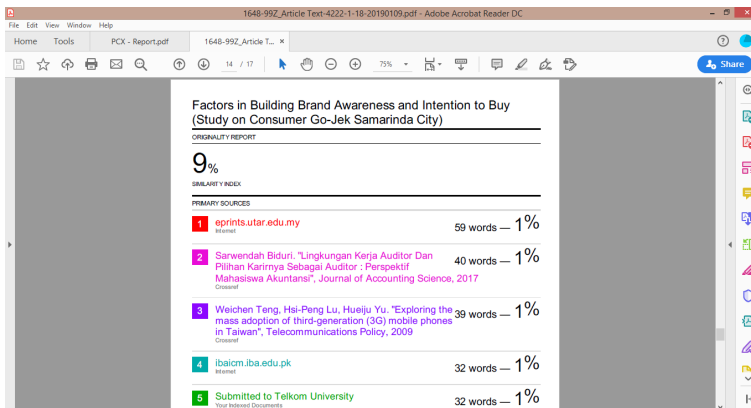 1648-99Z_Article Text-4222-1-18-20190109.pdf - Adobe Acrobat Reader DC
File Edit View Window Help
Home Tools PCX - Report.pdf 1648-99Z_Article T... ×
14 / 17 75% Share
Factors in Building Brand Awareness and Intention to Buy
(Study on Consumer Go-Jek Samarinda City)
ORIGINALITY REPORT
9%
SIMILARITY INDEX
PRIMARY SOURCES
1 eprints.utar.edu.my 59 words — 1%
Internet
2 Sarwendah Biduri. "Lingkungan Kerja Auditor Dan 40 words — 1%
Pilihan Karirnya Sebagai Auditor : Perspektif
Mahasiswa Akuntansi", Journal of Accounting Science, 2017
Crossref
3 Weichen Teng, Hsi-Peng Lu, Hueiju Yu. "Exploring the 39 words — 1%
mass adoption of third-generation (3G) mobile phones
in Taiwan", Telecommunications Policy, 2009
Crossref
4 ibaicm.iba.edu.pk 32 words — 1%
Internet
5 Submitted to Telkom University 32 words — 1%
Your Indexed Documents